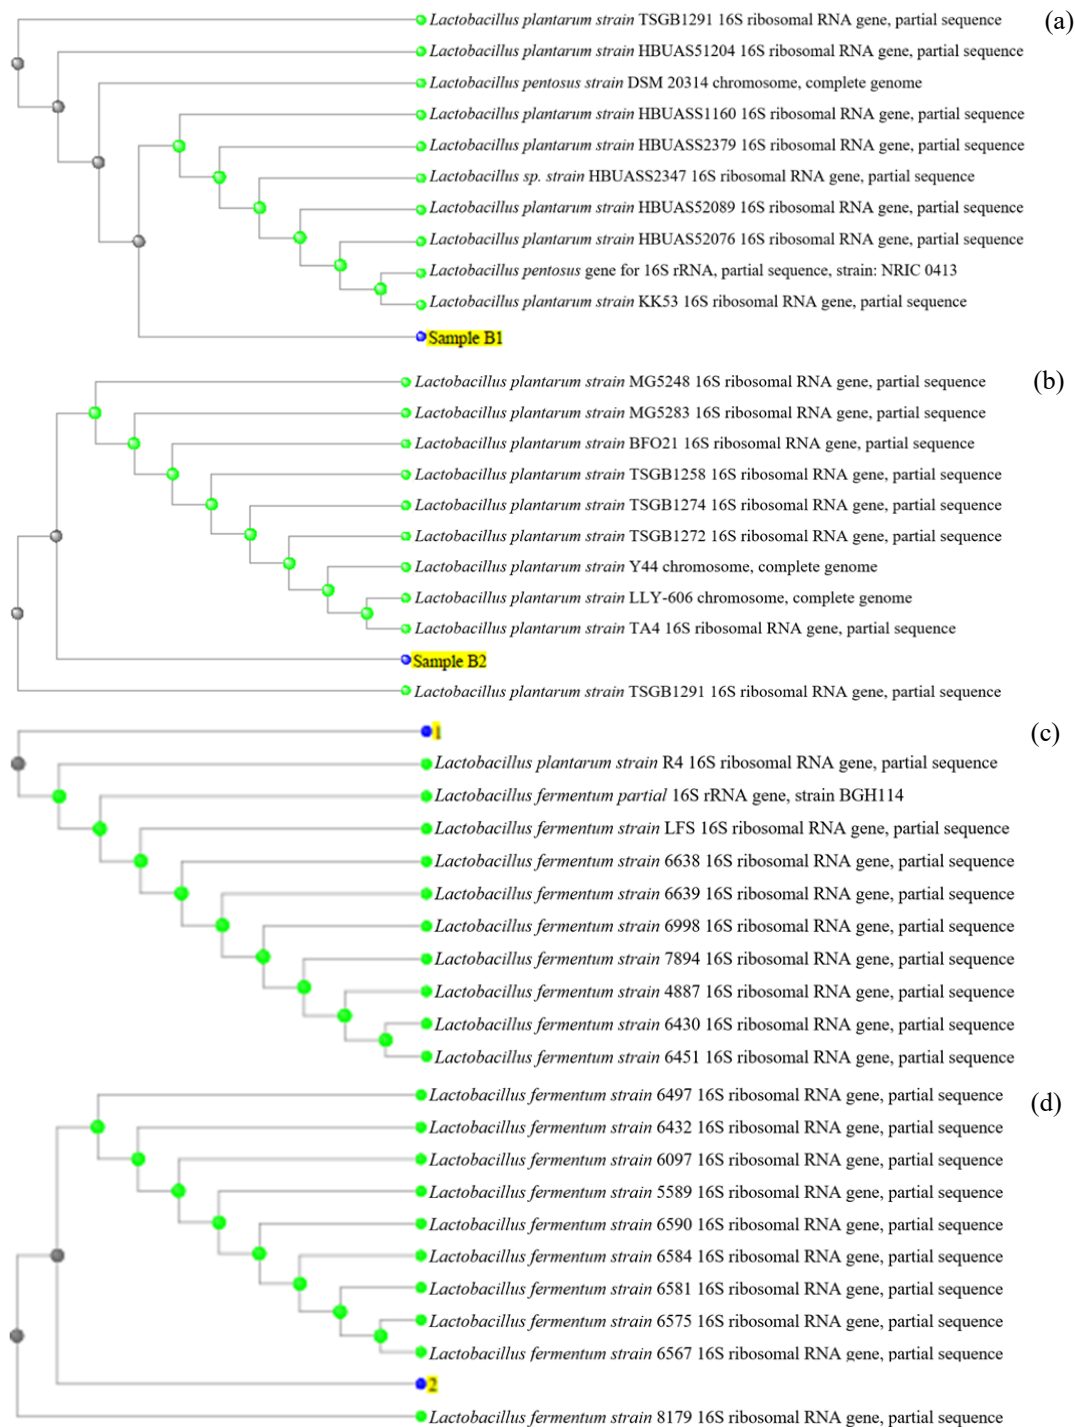 Lactobacillus plantarum strain TSGB1291 16S ribosomal RNA gene, partial sequence (a)
Lactobacillus plantarum strain HBUAS51204 16S ribosomal RNA gene, partial sequence
Lactobacillus pentosus strain DSM 20314 chromosome, complete genome
Lactobacillus plantarum strain HBUASS1160 16S ribosomal RNA gene, partial sequence
Lactobacillus plantarum strain HBUASS2379 16S ribosomal RNA gene, partial sequence
Lactobacillus sp. strain HBUASS2347 16S ribosomal RNA gene, partial sequence
Lactobacillus plantarum strain HBUAS52089 16S ribosomal RNA gene, partial sequence
Lactobacillus plantarum strain HBUAS52076 16S ribosomal RNA gene, partial sequence
Lactobacillus pentosus gene for 16S rRNA, partial sequence, strain: NRIC 0413
Lactobacillus plantarum strain KK53 16S ribosomal RNA gene, partial sequence
Sample B1
Lactobacillus plantarum strain MG5248 16S ribosomal RNA gene, partial sequence (b)
Lactobacillus plantarum strain MG5283 16S ribosomal RNA gene, partial sequence
Lactobacillus plantarum strain BFO21 16S ribosomal RNA gene, partial sequence
Lactobacillus plantarum strain TSGB1258 16S ribosomal RNA gene, partial sequence
Lactobacillus plantarum strain TSGB1274 16S ribosomal RNA gene, partial sequence
Lactobacillus plantarum strain TSGB1272 16S ribosomal RNA gene, partial sequence
Lactobacillus plantarum strain Y44 chromosome, complete genome
Lactobacillus plantarum strain LLY-606 chromosome, complete genome
Lactobacillus plantarum strain TA4 16S ribosomal RNA gene, partial sequence
Sample B2
Lactobacillus plantarum strain TSGB1291 16S ribosomal RNA gene, partial sequence
1 (c)
Lactobacillus plantarum strain R4 16S ribosomal RNA gene, partial sequence
Lactobacillus fermentum partial 16S rRNA gene, strain BGH114
Lactobacillus fermentum strain LFS 16S ribosomal RNA gene, partial sequence
Lactobacillus fermentum strain 6638 16S ribosomal RNA gene, partial sequence
Lactobacillus fermentum strain 6639 16S ribosomal RNA gene, partial sequence
Lactobacillus fermentum strain 6998 16S ribosomal RNA gene, partial sequence
Lactobacillus fermentum strain 7894 16S ribosomal RNA gene, partial sequence
Lactobacillus fermentum strain 4887 16S ribosomal RNA gene, partial sequence
Lactobacillus fermentum strain 6430 16S ribosomal RNA gene, partial sequence
Lactobacillus fermentum strain 6451 16S ribosomal RNA gene, partial sequence
Lactobacillus fermentum strain 6497 16S ribosomal RNA gene, partial sequence (d)
Lactobacillus fermentum strain 6432 16S ribosomal RNA gene, partial sequence
Lactobacillus fermentum strain 6097 16S ribosomal RNA gene, partial sequence
Lactobacillus fermentum strain 5589 16S ribosomal RNA gene, partial sequence
Lactobacillus fermentum strain 6590 16S ribosomal RNA gene, partial sequence
Lactobacillus fermentum strain 6584 16S ribosomal RNA gene, partial sequence
Lactobacillus fermentum strain 6581 16S ribosomal RNA gene, partial sequence
Lactobacillus fermentum strain 6575 16S ribosomal RNA gene, partial sequence
Lactobacillus fermentum strain 6567 16S ribosomal RNA gene, partial sequence
2
Lactobacillus fermentum strain 8179 16S ribosomal RNA gene, partial sequence